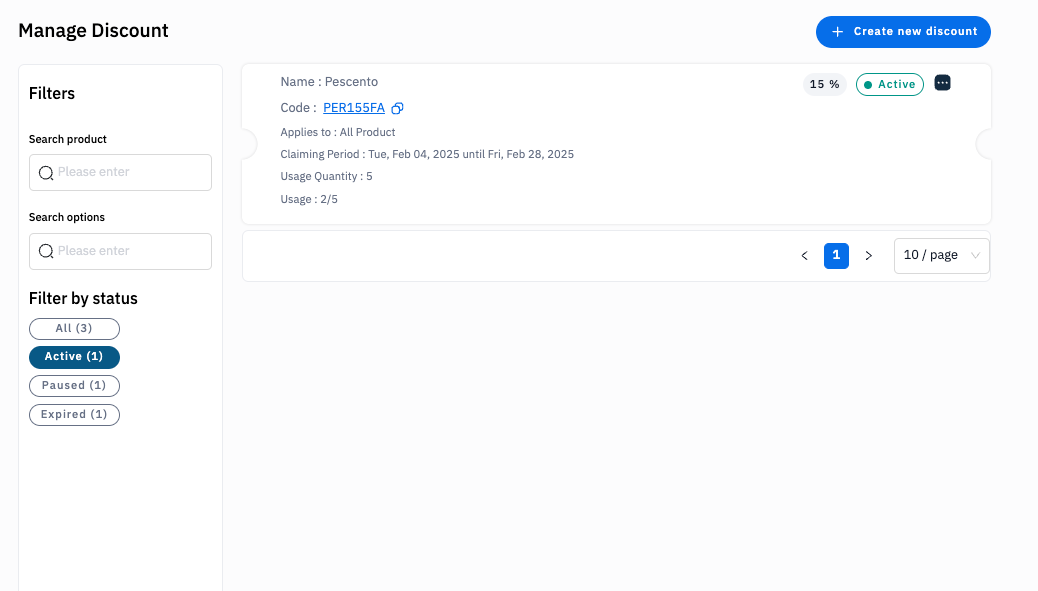 Manage Discount
+ Create new discount
Filters
Search product
Please enter
Search options
Please enter
Filter by status
All (3)
Active (1)
Paused (1)
Expired (1)
Name : Pescento
15 %
Active
Code : PER155FA
Applies to : All Product
Claiming Period : Tue, Feb 04, 2025 until Fri, Feb 28, 2025
Usage Quantity : 5
Usage : 2/5
< 1 >
10 / page